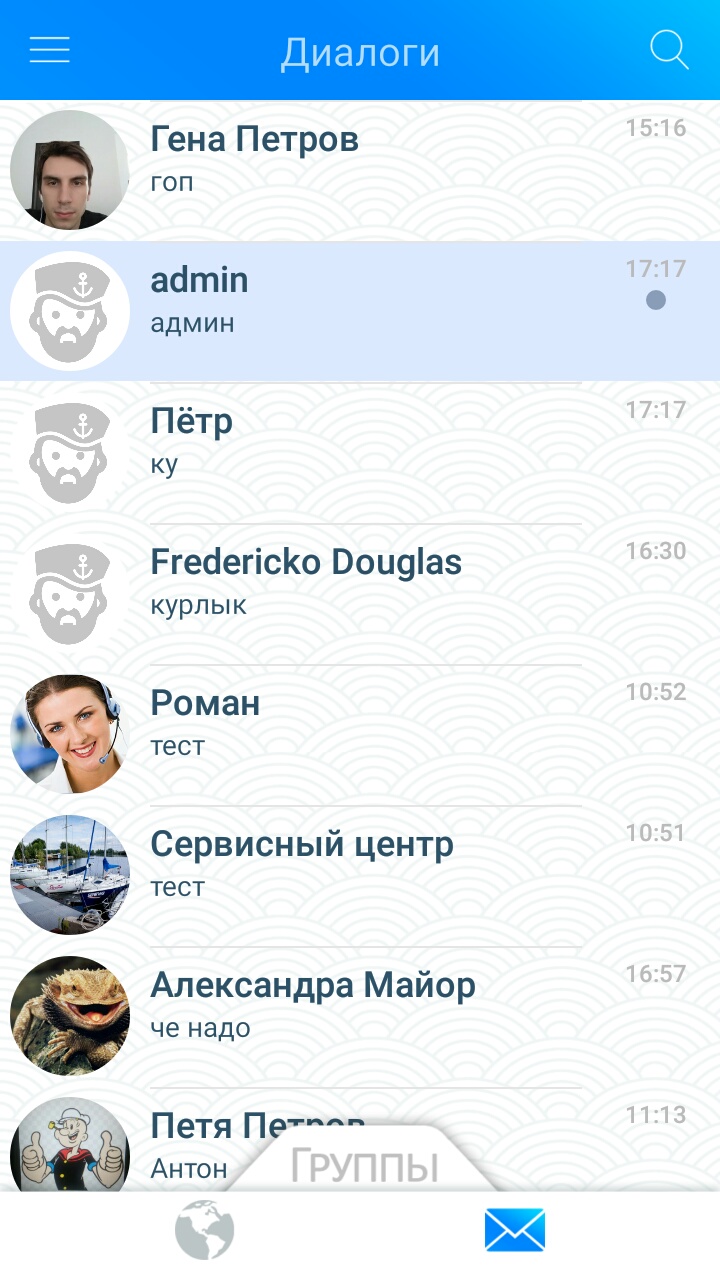 Диалоги
Гена Петров
15:16
гоп
admin
17:17
админ
Пётр
17:17
ку
Fredericko Douglas
16:30
курлык
Роман
10:52
тест
Сервисный центр
10:51
тест
Александра Майор
16:57
че надо
Петя Петров
11:13
Антон
ГРУППЫ